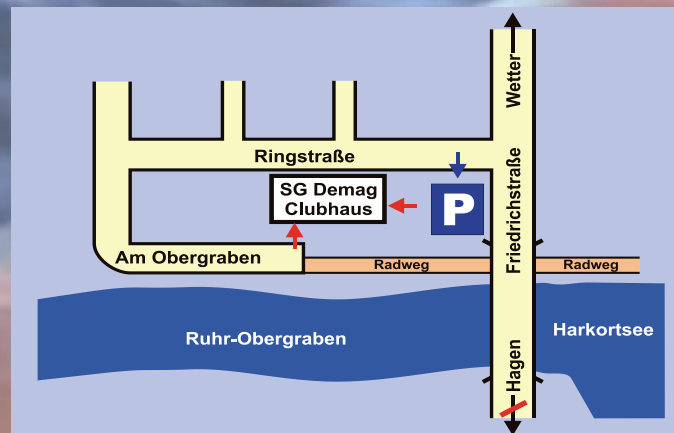 Wetter
Ringstraße
Friedrichstraße
SG Demag
Clubhaus
P
Am Obergraben
Radweg
Radweg
Ruhr-Obergraben
Harkortsee
Hagen